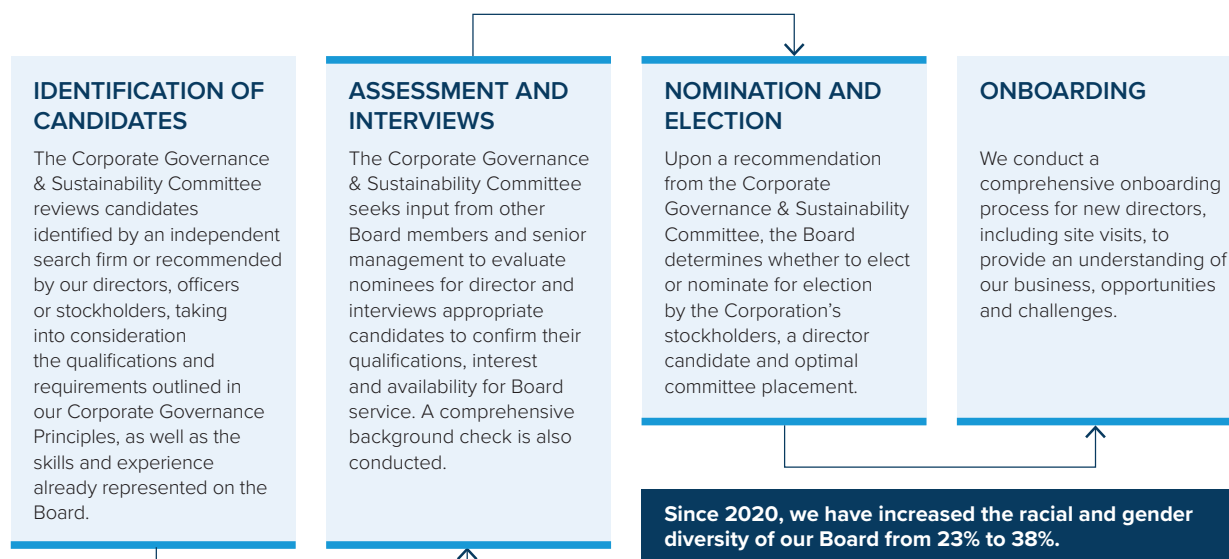 IDENTIFICATION OF
CANDIDATES
The Corporate Governance
& Sustainability Committee
reviews candidates
identified by an independent
search firm or recommended
by our directors, officers
or stockholders, taking
into consideration
the qualifications and
requirements outlined in
our Corporate Governance
Principles, as well as the
skills and experience
already represented on the
Board.
ASSESSMENT AND
INTERVIEWS
The Corporate Governance
& Sustainability Committee
seeks input from other
Board members and senior
management to evaluate
nominees for director and
interviews appropriate
candidates to confirm their
qualifications, interest
and availability for Board
service. A comprehensive
background check is also
conducted.
NOMINATION AND
ELECTION
Upon a recommendation
from the Corporate
Governance & Sustainability
Committee, the Board
determines whether to elect
or nominate for election
by the Corporation’s
stockholders, a director
candidate and optimal
committee placement.
ONBOARDING
We conduct a
comprehensive onboarding
process for new directors,
including site visits, to
provide an understanding of
our business, opportunities
and challenges.
Since 2020, we have increased the racial and gender
diversity of our Board from 23% to 38%.